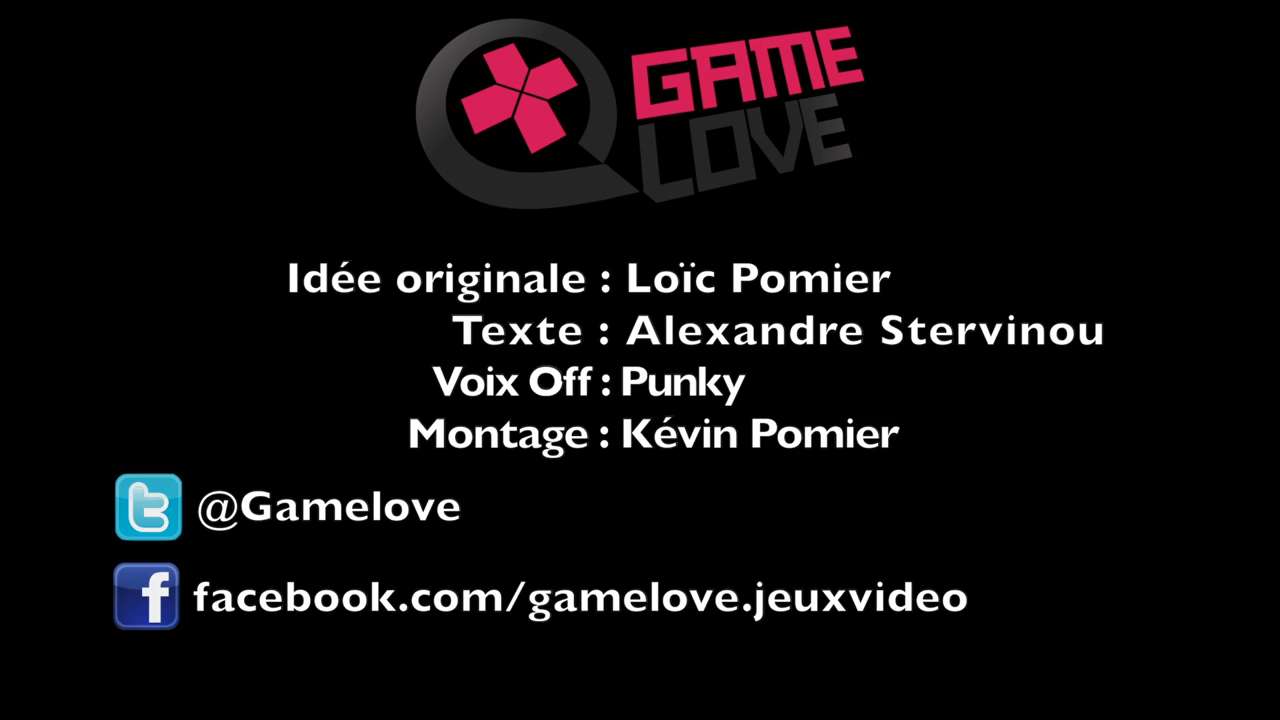 GAME
LOVE
Idée originale : Loïc Pomier
Texte : Alexandre Stervinou
Voix Off : Punky
Montage : Kévin Pomier
@Gamelove
facebook.com/gamelove.jeuxvideo